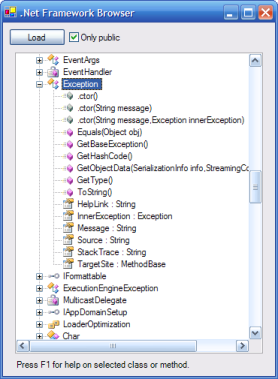 .Net Framework Browser
Load
Only public
EventArgs
EventHandler
Exception
.ctor()
.ctor(String message)
.ctor(String message,Exception innerException)
Equals(Object obj)
GetBaseException()
GetHashCode()
GetObjectData(SerializationInfo info,StreamingCo
GetType()
ToString()
HelpLink : String
InnerException : Exception
Message : String
Source : String
StackTrace : String
TargetSite : MethodBase
IFormattable
ExecutionEngineException
MulticastDelegate
IAppDomainSetup
LoaderOptimization
Char
Press F1 for help on selected class or method.